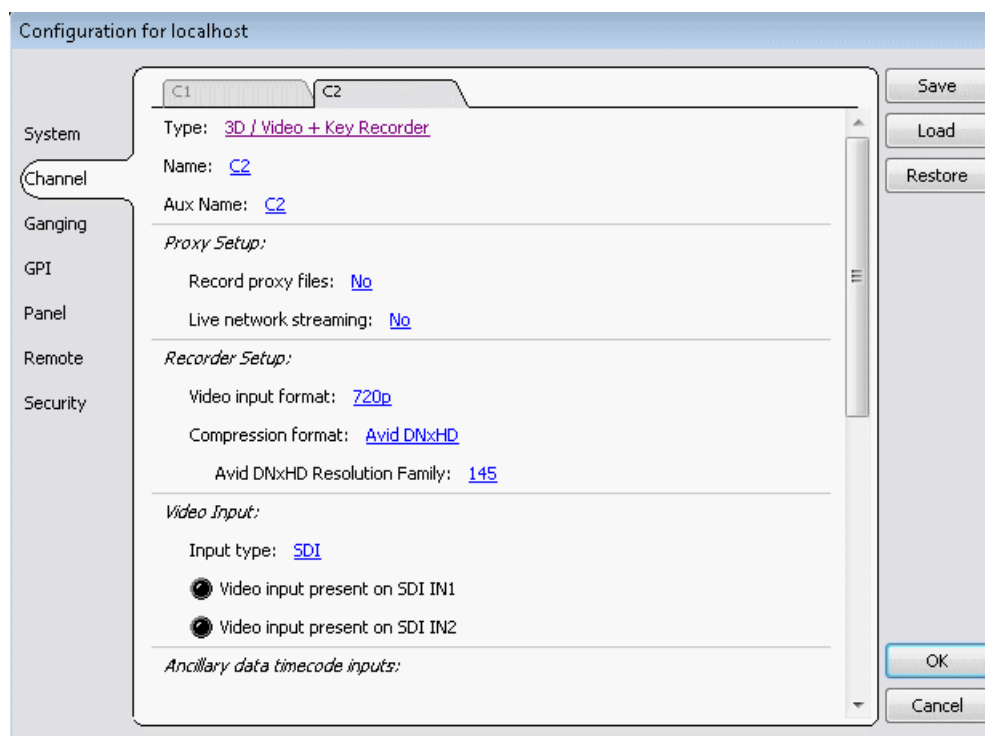 Configuration for localhost
C1
C2
Save
Load
Restore
System
Channel
Ganging
GPI
Panel
Remote
Security
Type: 3D / Video + Key Recorder
Name: C2
Aux Name: C2
Proxy Setup:
Record proxy files: No
Live network streaming: No
Recorder Setup:
Video input format: 720p
Compression format: Avid DNxHD
Avid DNxHD Resolution Family: 145
Video Input:
Input type: SDI
Video input present on SDI IN1
Video input present on SDI IN2
Ancillary data timecode inputs:
OK
Cancel